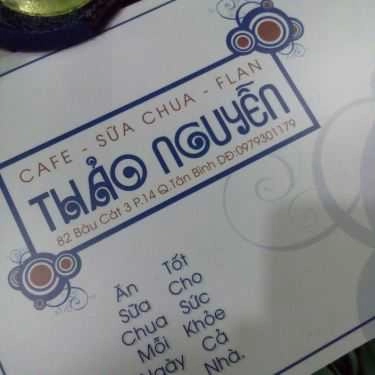 CAFE - SỮA CHUA - FLAN
THẢO NGUYÊN
82 Bàu Cát 3 P.14 Q.Tân Bình DĐ:0979301179
Ăn Tốt
Sữa Cho
Chua Sức
Mỗi Khỏe
Ngày Cả
Nhà.